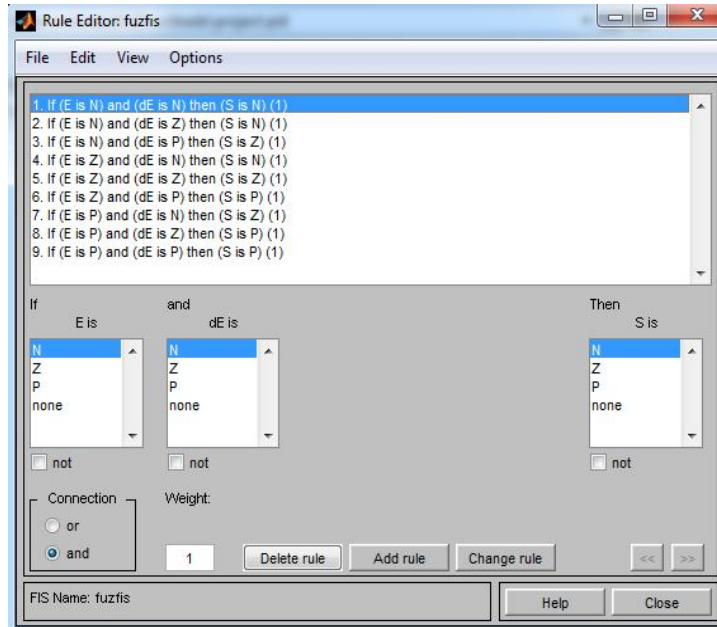 Rule Editor: fuzfis
File Edit View Options
1. If (E is N) and (dE is N) then (S is N) (1)
2. If (E is N) and (dE is Z) then (S is N) (1)
3. If (E is N) and (dE is P) then (S is Z) (1)
4. If (E is Z) and (dE is N) then (S is N) (1)
5. If (E is Z) and (dE is Z) then (S is Z) (1)
6. If (E is Z) and (dE is P) then (S is P) (1)
7. If (E is P) and (dE is N) then (S is Z) (1)
8. If (E is P) and (dE is Z) then (S is P) (1)
9. If (E is P) and (dE is P) then (S is P) (1)
If and Then
E is dE is S is
N N N
Z Z Z
P P P
none none none
not not not
Connection Weight:
or
and 1 Delete rule Add rule Change rule << >>
FIS Name: fuzfis Help Close